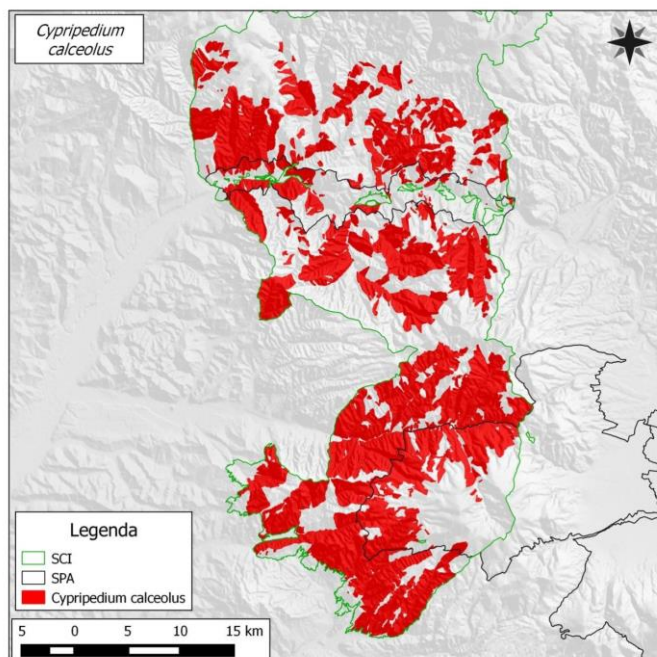 Cypripedium
calceolus
Legenda
SCI
SPA
Cypripedium calceolus
5 0 5 10 15 km